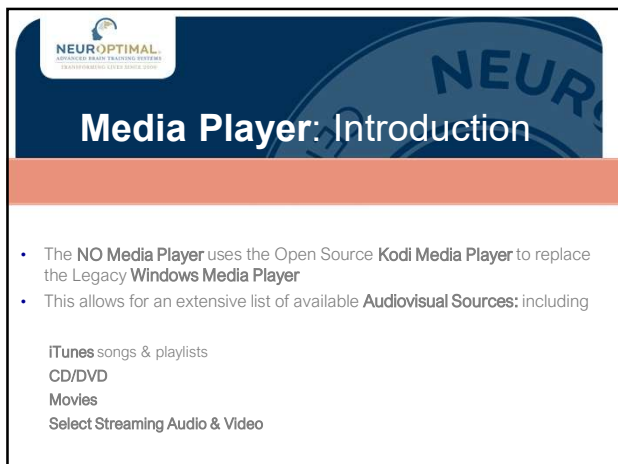 NEUROPTIMAL
ADVANCED BRAIN TRAINING SYSTEMS
TRANSFORMING LIVES SINCE 2000
NEURO
Media Player: Introduction
• The NO Media Player uses the Open Source Kodi Media Player to replace
the Legacy Windows Media Player
• This allows for an extensive list of available Audiovisual Sources: including
iTunes songs & playlists
CD/DVD
Movies
Select Streaming Audio & Video